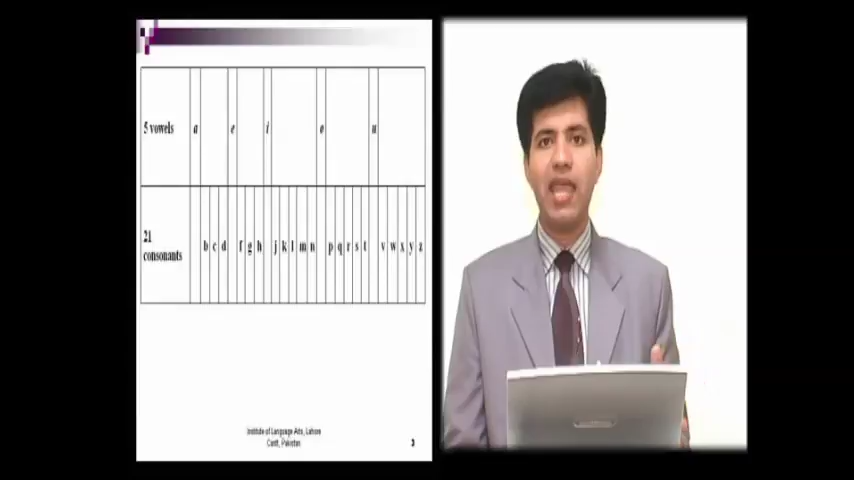 5 vowels a e i o u
21
consonants b c d f g h j k l m n p q r s t v w x y z
Institute of Language Arts, Lahore
Cantt, Pakistan
3